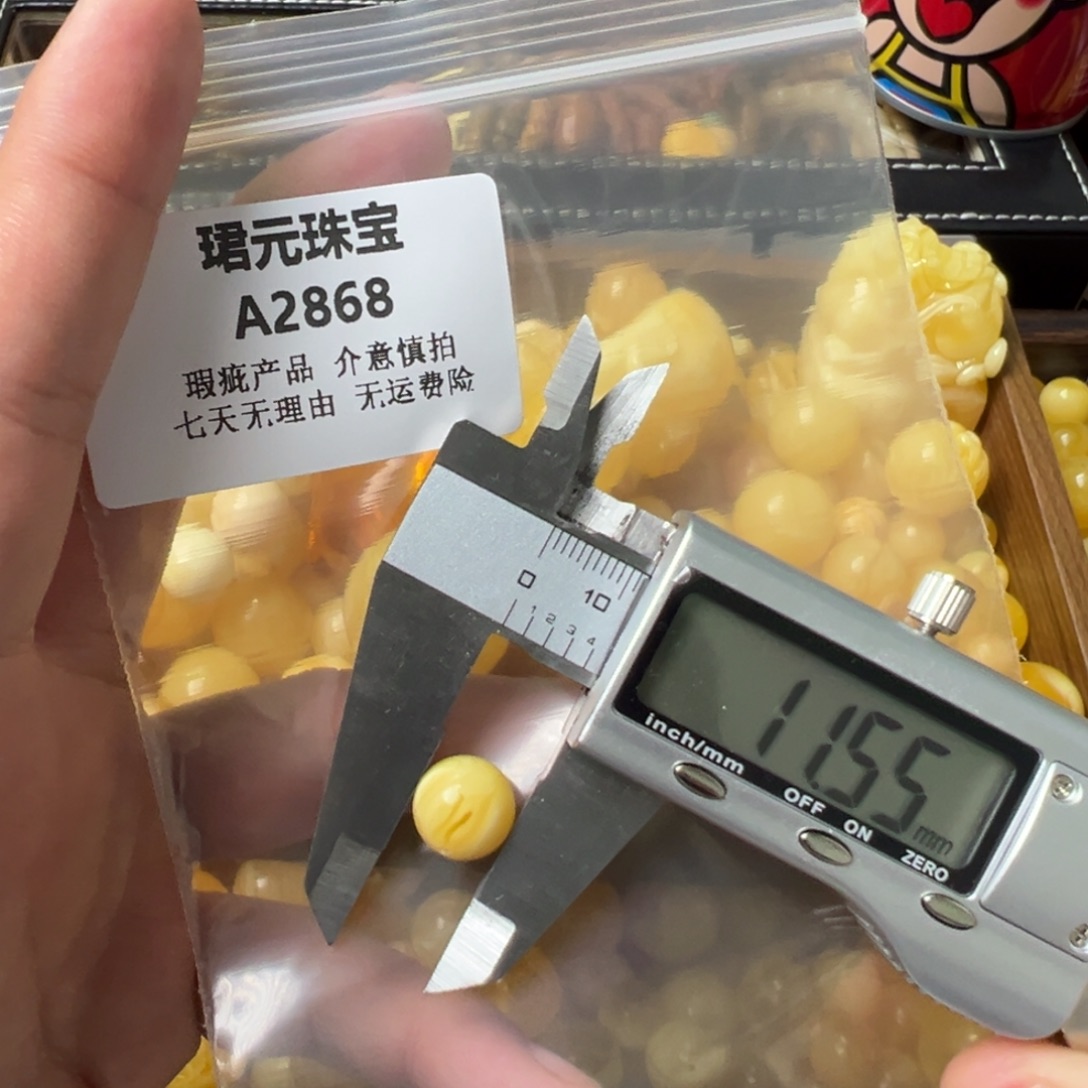 珺元珠宝
A2868
瑕疵产品 介意慎拍
七天无理由 无运费险
0 10
1 2 3 4
11.55 mm
inch/mm
OFF
ON
ZERO